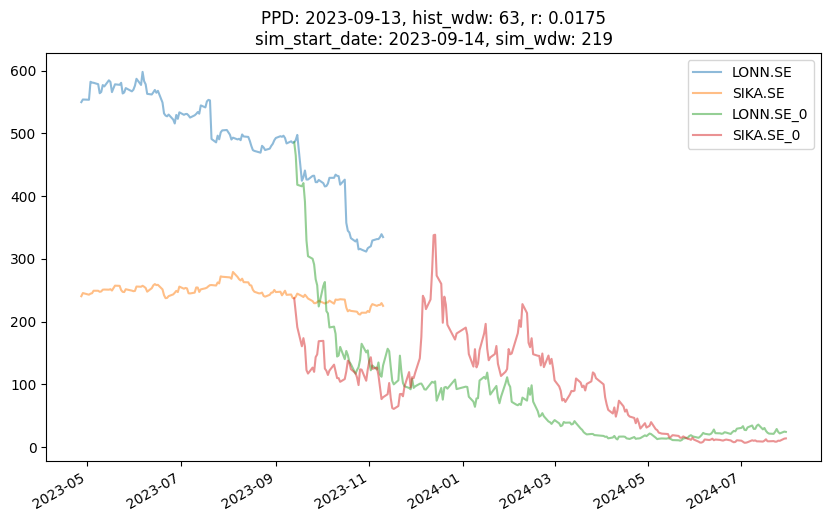 PPD: 2023-09-13, hist_wdw: 63, r: 0.0175
sim_start_date: 2023-09-14, sim_wdw: 219
LONN.SE
SIKA.SE
LONN.SE_0
SIKA.SE_0
600
500
400
300
200
100
0
2023-05
2023-07
2023-09
2023-11
2024-01
2024-03
2024-05
2024-07